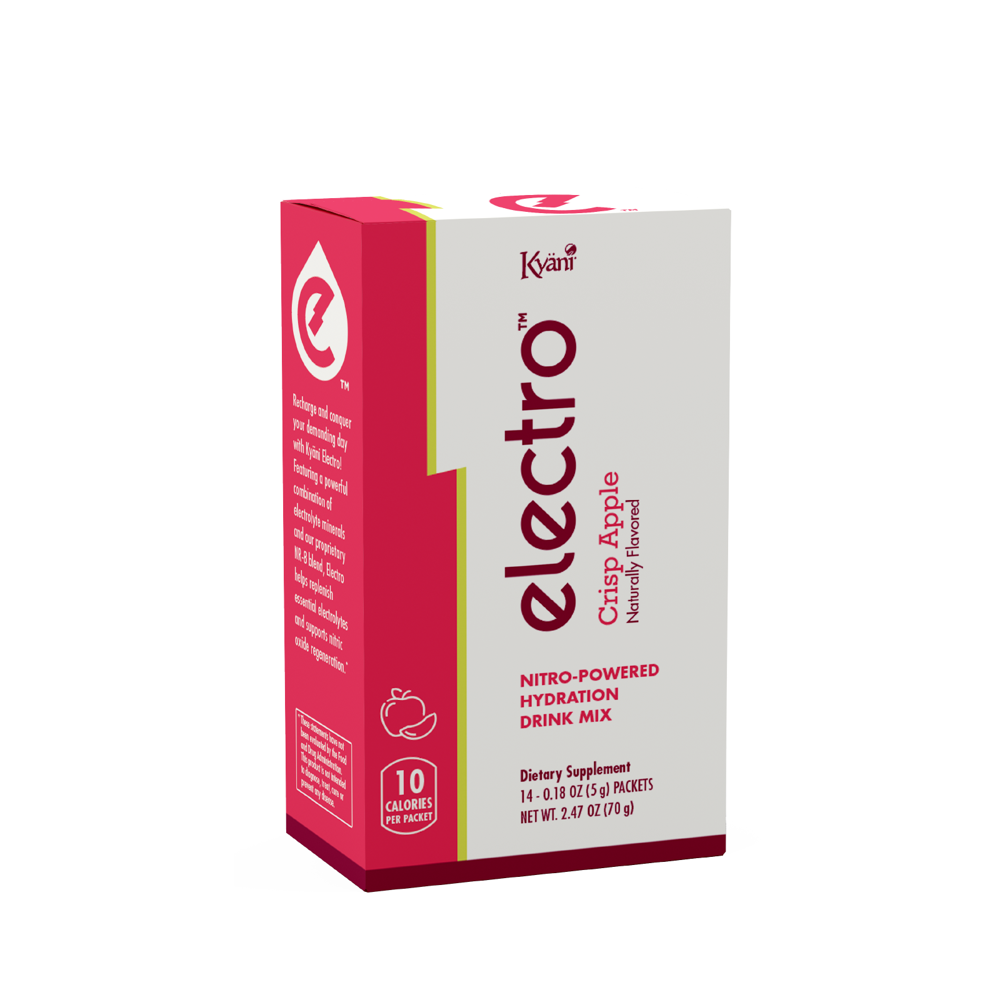 Kyäni
electro™
Crisp Apple
Naturally Flavored
NITRO-POWERED
HYDRATION
DRINK MIX
Dietary Supplement
14 - 0.18 OZ (5 g) PACKETS
NET WT. 2.47 OZ (70 g)
10
CALORIES
PER PACKET
TM
TM
Recharge and conquer
your demanding day
with Kyäni Electro!
Featuring a powerful
combination of
electrolyte minerals
and our proprietary
NR-8 blend, Electro
helps replenish
essential electrolytes
and supports nitric
oxide regeneration.*
* These statements have not
been evaluated by the Food
and Drug Administration.
This product is not intended
to diagnose, treat, cure or
prevent any disease.